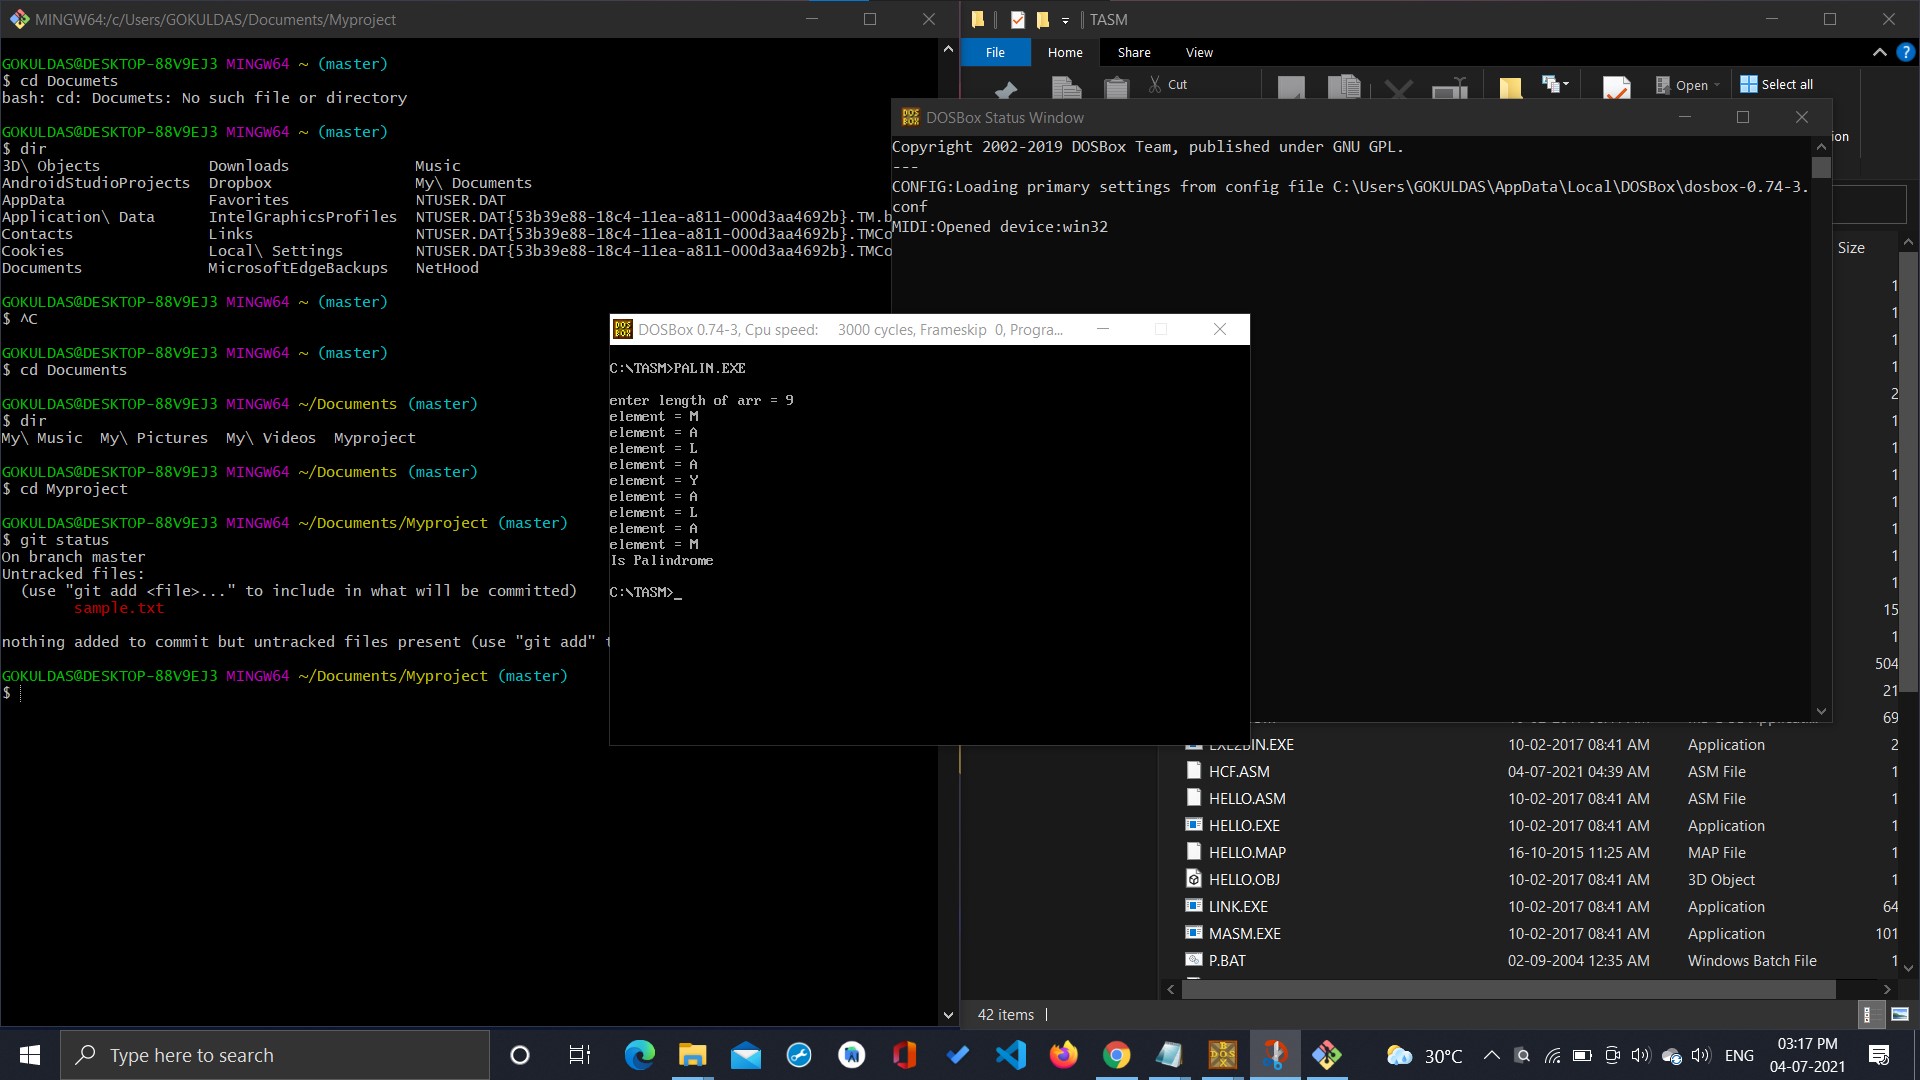 MINGW64:/c/Users/GOKULDAS/Documents/Myproject
GOKULDAS@DESKTOP-88V9EJ3 MINGW64 ~ (master)
$ cd Documets
bash: cd: Documets: No such file or directory
GOKULDAS@DESKTOP-88V9EJ3 MINGW64 ~ (master)
$ dir
3D\ Objects Downloads Music
AndroidStudioProjects Dropbox My\ Documents
AppData Favorites NTUSER.DAT
Application\ Data IntelGraphicsProfiles NTUSER.DAT{53b39e88-18c4-11ea-a811-000d3aa4692b}.TM.b
Contacts Links NTUSER.DAT{53b39e88-18c4-11ea-a811-000d3aa4692b}.TMCo
Cookies Local\ Settings NTUSER.DAT{53b39e88-18c4-11ea-a811-000d3aa4692b}.TMCo
Documents MicrosoftEdgeBackups NetHood
GOKULDAS@DESKTOP-88V9EJ3 MINGW64 ~ (master)
$ ^C
GOKULDAS@DESKTOP-88V9EJ3 MINGW64 ~ (master)
$ cd Documents
GOKULDAS@DESKTOP-88V9EJ3 MINGW64 ~/Documents (master)
$ dir
My\ Music My\ Pictures My\ Videos Myproject
GOKULDAS@DESKTOP-88V9EJ3 MINGW64 ~/Documents (master)
$ cd Myproject
GOKULDAS@DESKTOP-88V9EJ3 MINGW64 ~/Documents/Myproject (master)
$ git status
On branch master
Untracked files:
(use "git add <file>..." to include in what will be committed)
sample.txt
nothing added to commit but untracked files present (use "git add" t
GOKULDAS@DESKTOP-88V9EJ3 MINGW64 ~/Documents/Myproject (master)
$
TASM
File Home Share View
Cut
Open
Select all
ion
DOSBox Status Window
Copyright 2002-2019 DOSBox Team, published under GNU GPL.
---
CONFIG:Loading primary settings from config file C:\Users\GOKULDAS\AppData\Local\DOSBox\dosbox-0.74-3.
conf
MIDI:Opened device:win32
DOSBox 0.74-3, Cpu speed: 3000 cycles, Frameskip 0, Progra...
C:\TASM>PALIN.EXE
enter length of arr = 9
element = M
element = A
element = L
element = A
element = Y
element = A
element = L
element = A
element = M
Is Palindrome
C:\TASM>_
Size
1
1
1
2
1
1
1
1
1
1
1
1
15
1
504
21
69
EXE2BIN.EXE 10-02-2017 08:41 AM Application 2
HCF.ASM 04-07-2021 04:39 AM ASM File 1
HELLO.ASM 10-02-2017 08:41 AM ASM File 1
HELLO.EXE 10-02-2017 08:41 AM Application 1
HELLO.MAP 16-10-2015 11:25 AM MAP File 1
HELLO.OBJ 10-02-2017 08:41 AM 3D Object 1
LINK.EXE 10-02-2017 08:41 AM Application 64
MASM.EXE 10-02-2017 08:41 AM Application 101
P.BAT 02-09-2004 12:35 AM Windows Batch File 1
42 items
Type here to search
30°C
ENG
03:17 PM
04-07-2021